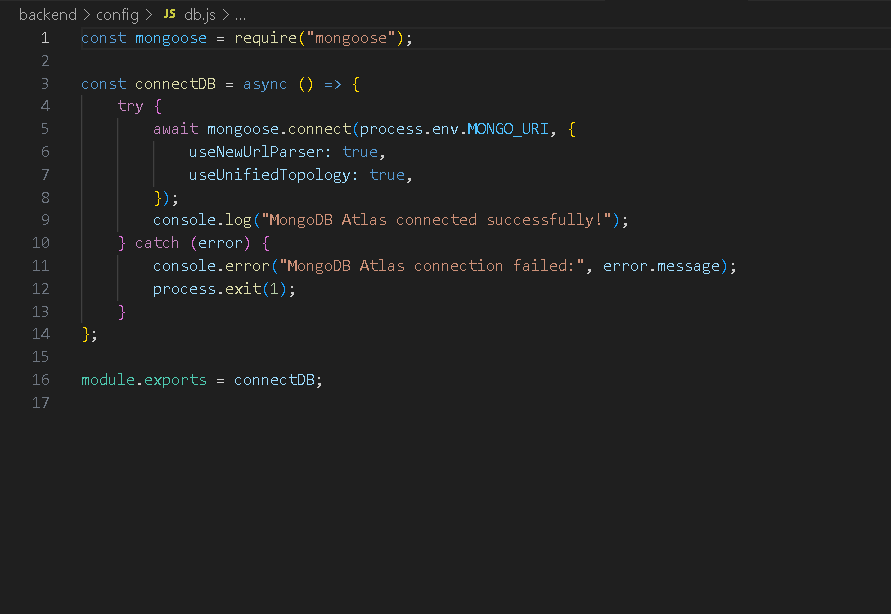 backend > config > JS db.js > ...
1 const mongoose = require("mongoose");
2
3 const connectDB = async () => {
4 try {
5 await mongoose.connect(process.env.MONGO_URI, {
6 useNewUrlParser: true,
7 useUnifiedTopology: true,
8 });
9 console.log("MongoDB Atlas connected successfully!");
10 } catch (error) {
11 console.error("MongoDB Atlas connection failed:", error.message);
12 process.exit(1);
13 }
14 };
15
16 module.exports = connectDB;
17